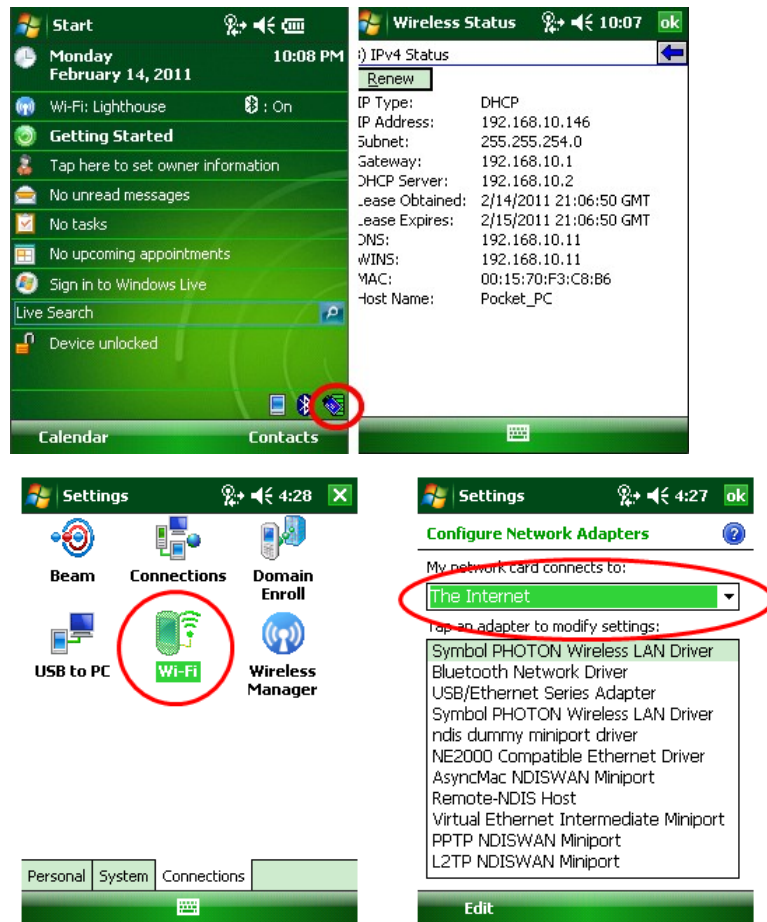 Start
Monday 10:08 PM
February 14, 2011
Wi-Fi: Lighthouse : On
Getting Started
Tap here to set owner information
No unread messages
No tasks
No upcoming appointments
Sign in to Windows Live
Live Search
Device unlocked
Calendar Contacts
Wireless Status 10:07 ok
) IPv4 Status
Renew
IP Type: DHCP
IP Address: 192.168.10.146
Subnet: 255.255.254.0
Gateway: 192.168.10.1
DHCP Server: 192.168.10.2
Lease Obtained: 2/14/2011 21:06:50 GMT
Lease Expires: 2/15/2011 21:06:50 GMT
DNS: 192.168.10.11
WINS: 192.168.10.11
MAC: 00:15:70:F3:C8:B6
Host Name: Pocket_PC
Settings 4:28 X
Beam Connections Domain
Enroll
USB to PC Wi-Fi Wireless
Manager
Personal System Connections
Settings 4:27 ok
Configure Network Adapters ?
My network card connects to:
The Internet
Tap an adapter to modify settings:
Symbol PHOTON Wireless LAN Driver
Bluetooth Network Driver
USB/Ethernet Series Adapter
Symbol PHOTON Wireless LAN Driver
ndis dummy miniport driver
NE2000 Compatible Ethernet Driver
AsyncMac NDISWAN Miniport
Remote-NDIS Host
Virtual Ethernet Intermediate Miniport
PPTP NDISWAN Miniport
L2TP NDISWAN Miniport
Edit